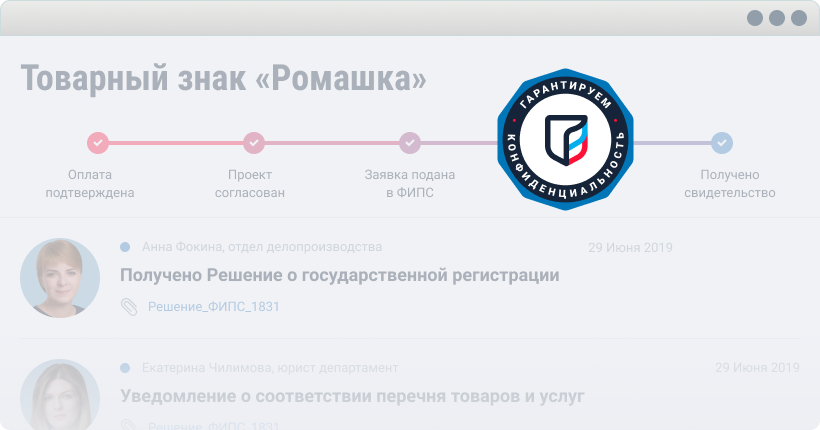 Товарный знак «Ромашка»
ГАРАНТИРУЕМ
КОНФИДЕНЦИАЛЬНОСТЬ
Оплата
подтверждена
Проект
согласован
Заявка подана
в ФИПС
Получено
свидетельство
Анна Фокина, отдел делопроизводства
29 Июня 2019
Получено Решение о государственной регистрации
Решение_ФИПС_1831
Екатерина Чилимова, юрист департамент
29 Июня 2019
Уведомление о соответствии перечня товаров и услуг
Решение_ФИПС_1831